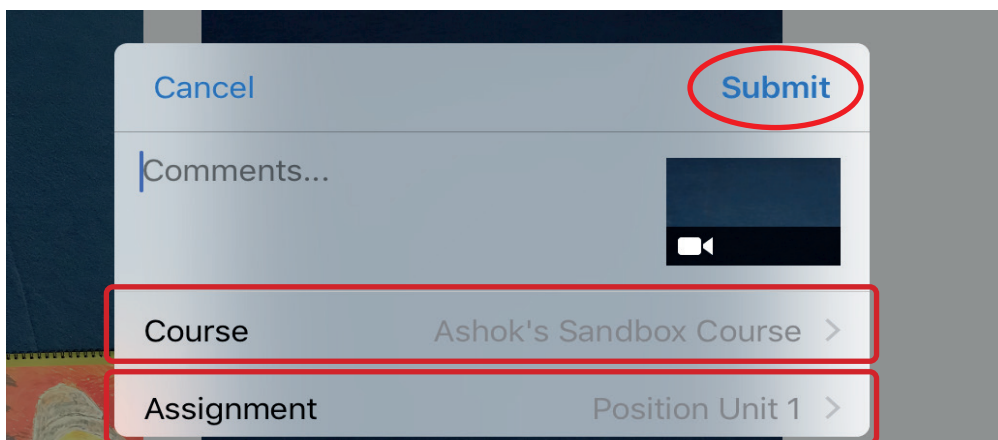 Cancel Submit
Comments...
Course Ashok's Sandbox Course >
Assignment Position Unit 1 >